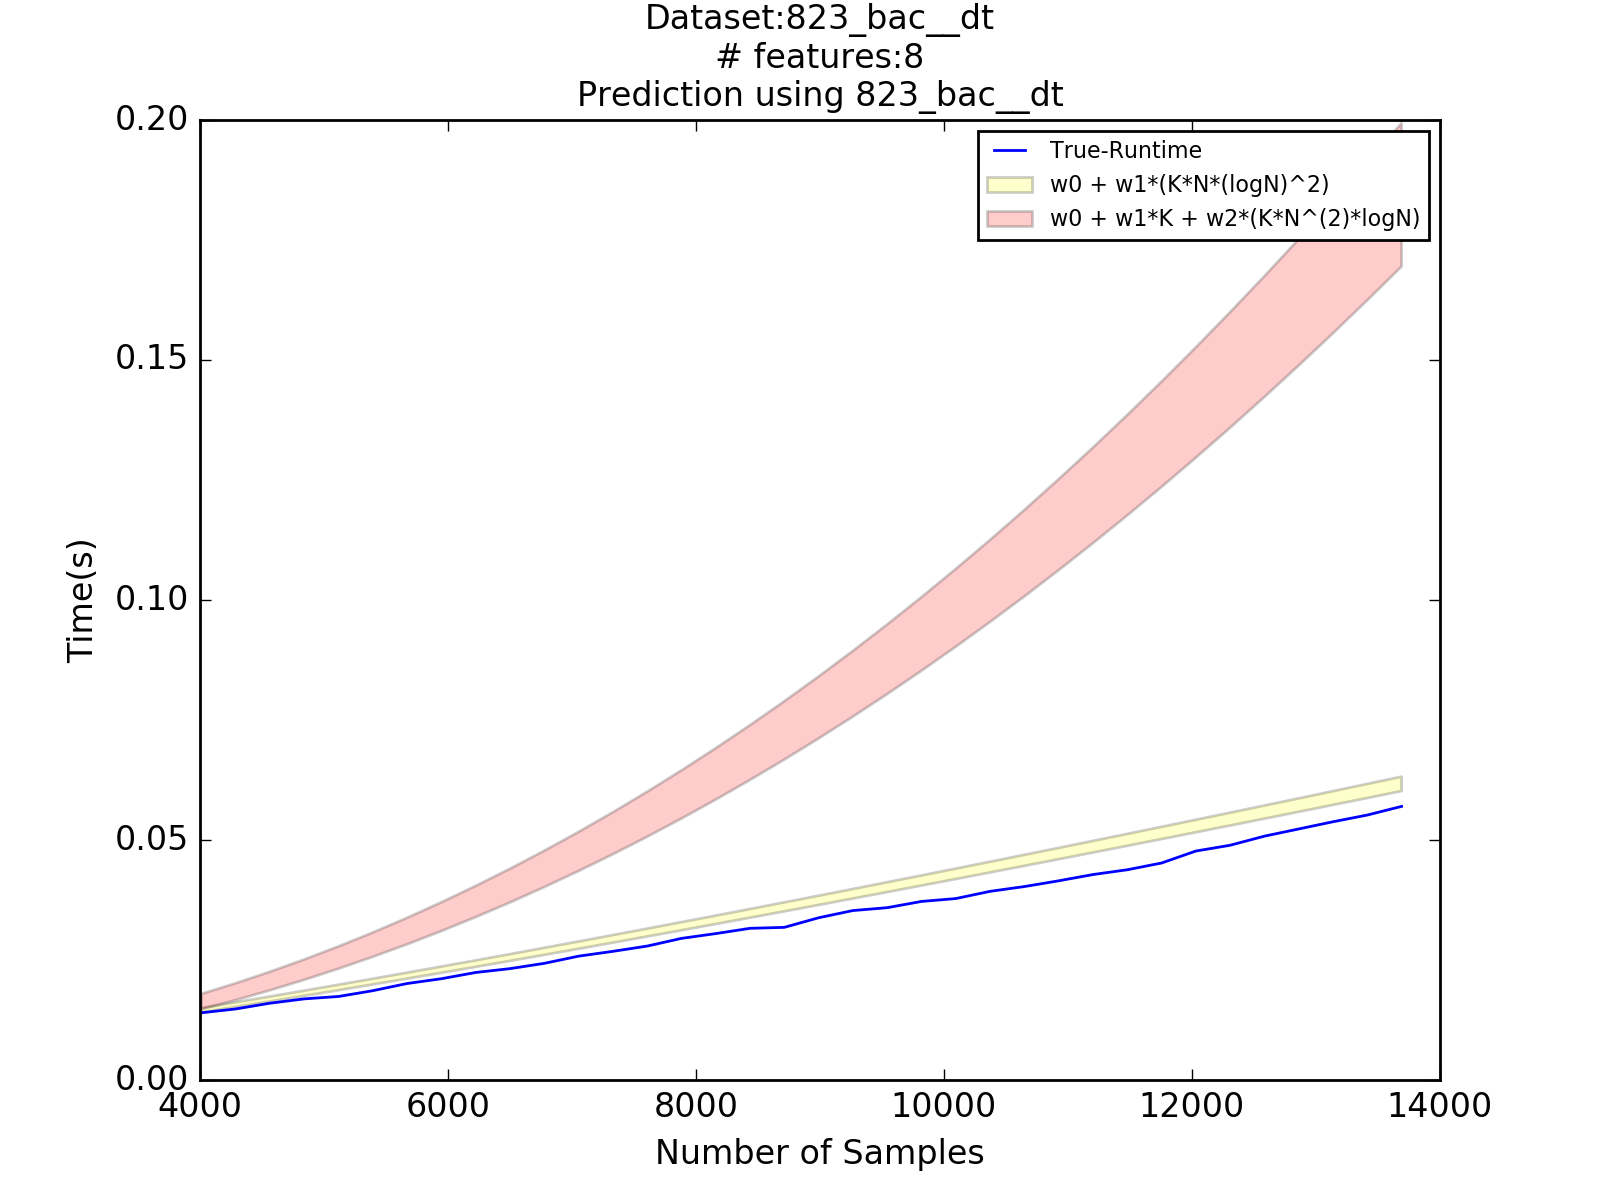 Dataset:823_bac__dt
# features:8
Prediction using 823_bac__dt
0.20
True-Runtime
w0 + w1*(K*N*(logN)^2)
w0 + w1*K + w2*(K*N^(2)*logN)
0.15
0.10
Time(s)
0.05
0.00
4000 6000 8000 10000 12000 14000
Number of Samples